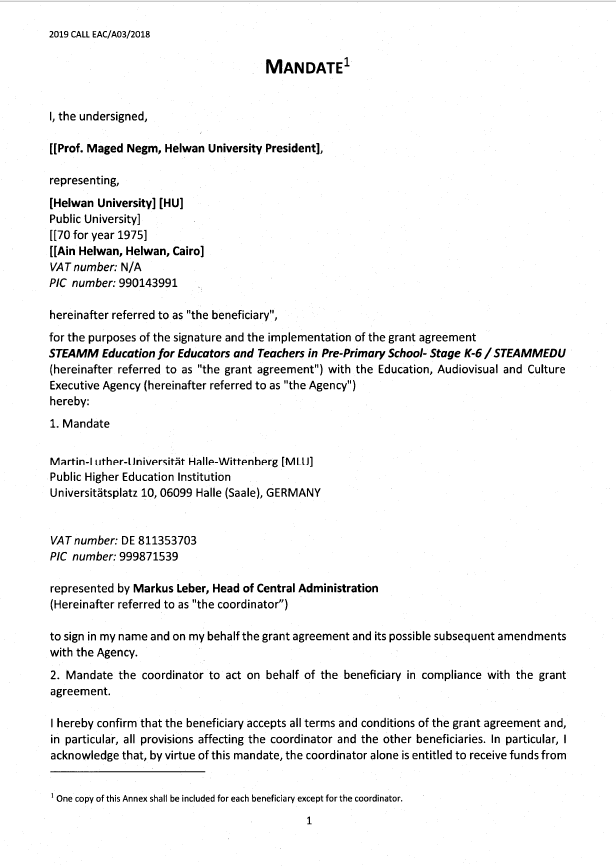 2019 CALL EAC/A03/2018
MANDATE1
I, the undersigned,
[[Prof. Maged Negm, Helwan University President],
representing,
[Helwan University] [HU]
Public University]
[[70 for year 1975]
[[Ain Helwan, Helwan, Cairo]
VAT number: N/A
PIC number: 990143991
hereinafter referred to as "the beneficiary",
for the purposes of the signature and the implementation of the grant agreement
STEAMM Education for Educators and Teachers in Pre-Primary School- Stage K-6 / STEAMMEDU
(hereinafter referred to as "the grant agreement") with the Education, Audiovisual and Culture
Executive Agency (hereinafter referred to as "the Agency")
hereby:
1. Mandate
Martin-Luther-Universität Halle-Wittenberg [MLU]
Public Higher Education Institution
Universitätsplatz 10, 06099 Halle (Saale), GERMANY
VAT number: DE 811353703
PIC number: 999871539
represented by Markus Leber, Head of Central Administration
(Hereinafter referred to as "the coordinator”)
to sign in my name and on my behalf the grant agreement and its possible subsequent amendments
with the Agency.
2. Mandate the coordinator to act on behalf of the beneficiary in compliance with the grant
agreement.
I hereby confirm that the beneficiary accepts all terms and conditions of the grant agreement and,
in particular, all provisions affecting the coordinator and the other beneficiaries. In particular, I
acknowledge that, by virtue of this mandate, the coordinator alone is entitled to receive funds from
1 One copy of this Annex shall be included for each beneficiary except for the coordinator.
1